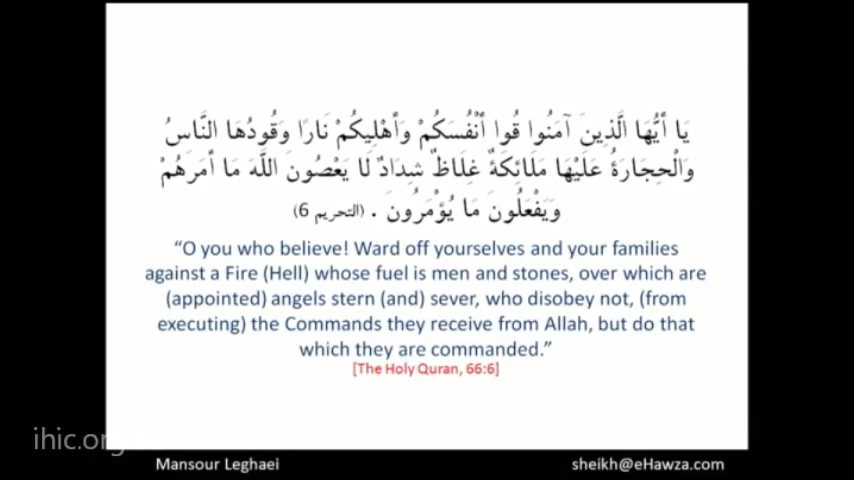 يَا أَيُّهَا الَّذِينَ آمَنُوا قُوا أَنْفُسَكُمْ وَأَهْلِيكُمْ نَارًا وَقُودُهَا النَّاسُ
وَالْحِجَارَةُ عَلَيْهَا مَلَائِكَةٌ غِلَاظٌ شِدَادٌ لَا يَعْصُونَ اللَّهَ مَا أَمَرَهُمْ
وَيَفْعَلُونَ مَا يُؤْمَرُونَ . (التحريم 6)
“O you who believe! Ward off yourselves and your families
against a Fire (Hell) whose fuel is men and stones, over which are
(appointed) angels stern (and) sever, who disobey not, (from
executing) the Commands they receive from Allah, but do that
which they are commanded.”
[The Holy Quran, 66:6]
ihic.org
Mansour Leghaei
sheikh@eHawza.com